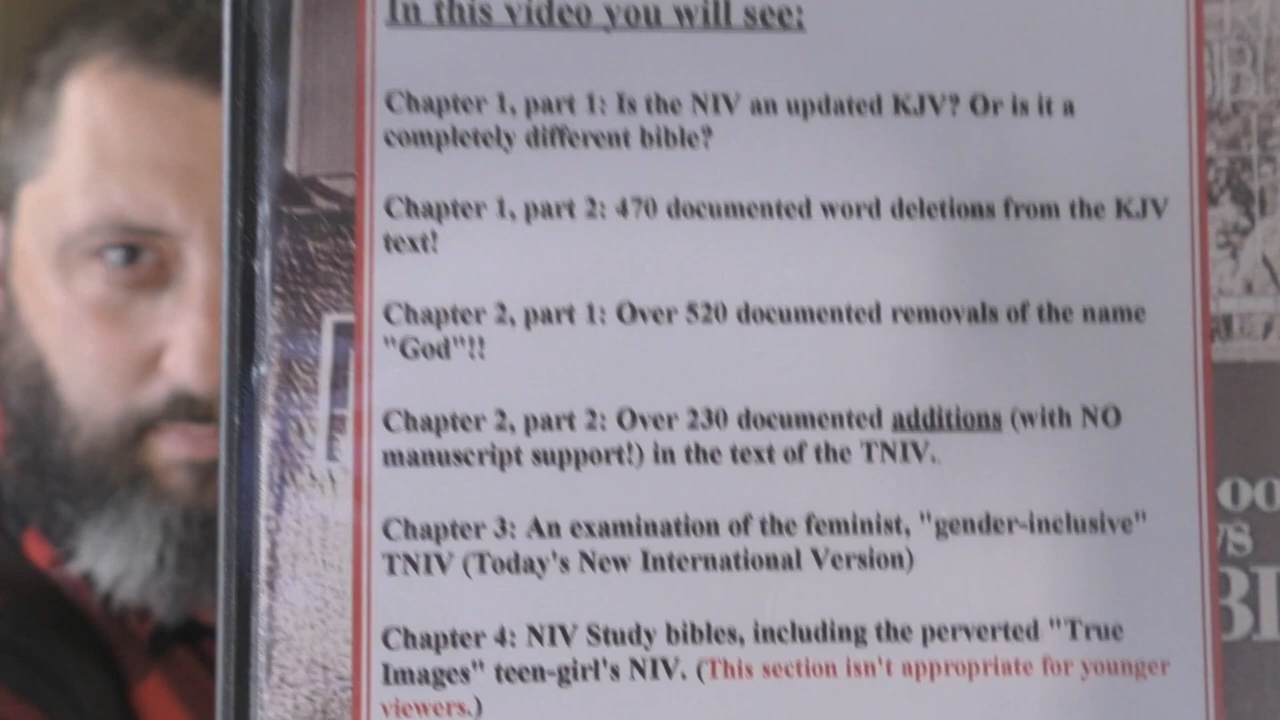 In this video you will see:
Chapter 1, part 1: Is the NIV an updated KJV? Or is it a
completely different bible?
Chapter 1, part 2: 470 documented word deletions from the KJV
text!
Chapter 2, part 1: Over 520 documented removals of the name
"God"!!
Chapter 2, part 2: Over 230 documented additions (with NO
manuscript support!) in the text of the TNIV.
Chapter 3: An examination of the feminist, "gender-inclusive"
TNIV (Today's New International Version)
Chapter 4: NIV Study bibles, including the perverted "True
Images" teen-girl's NIV. (This section isn't appropriate for younger
viewers.)